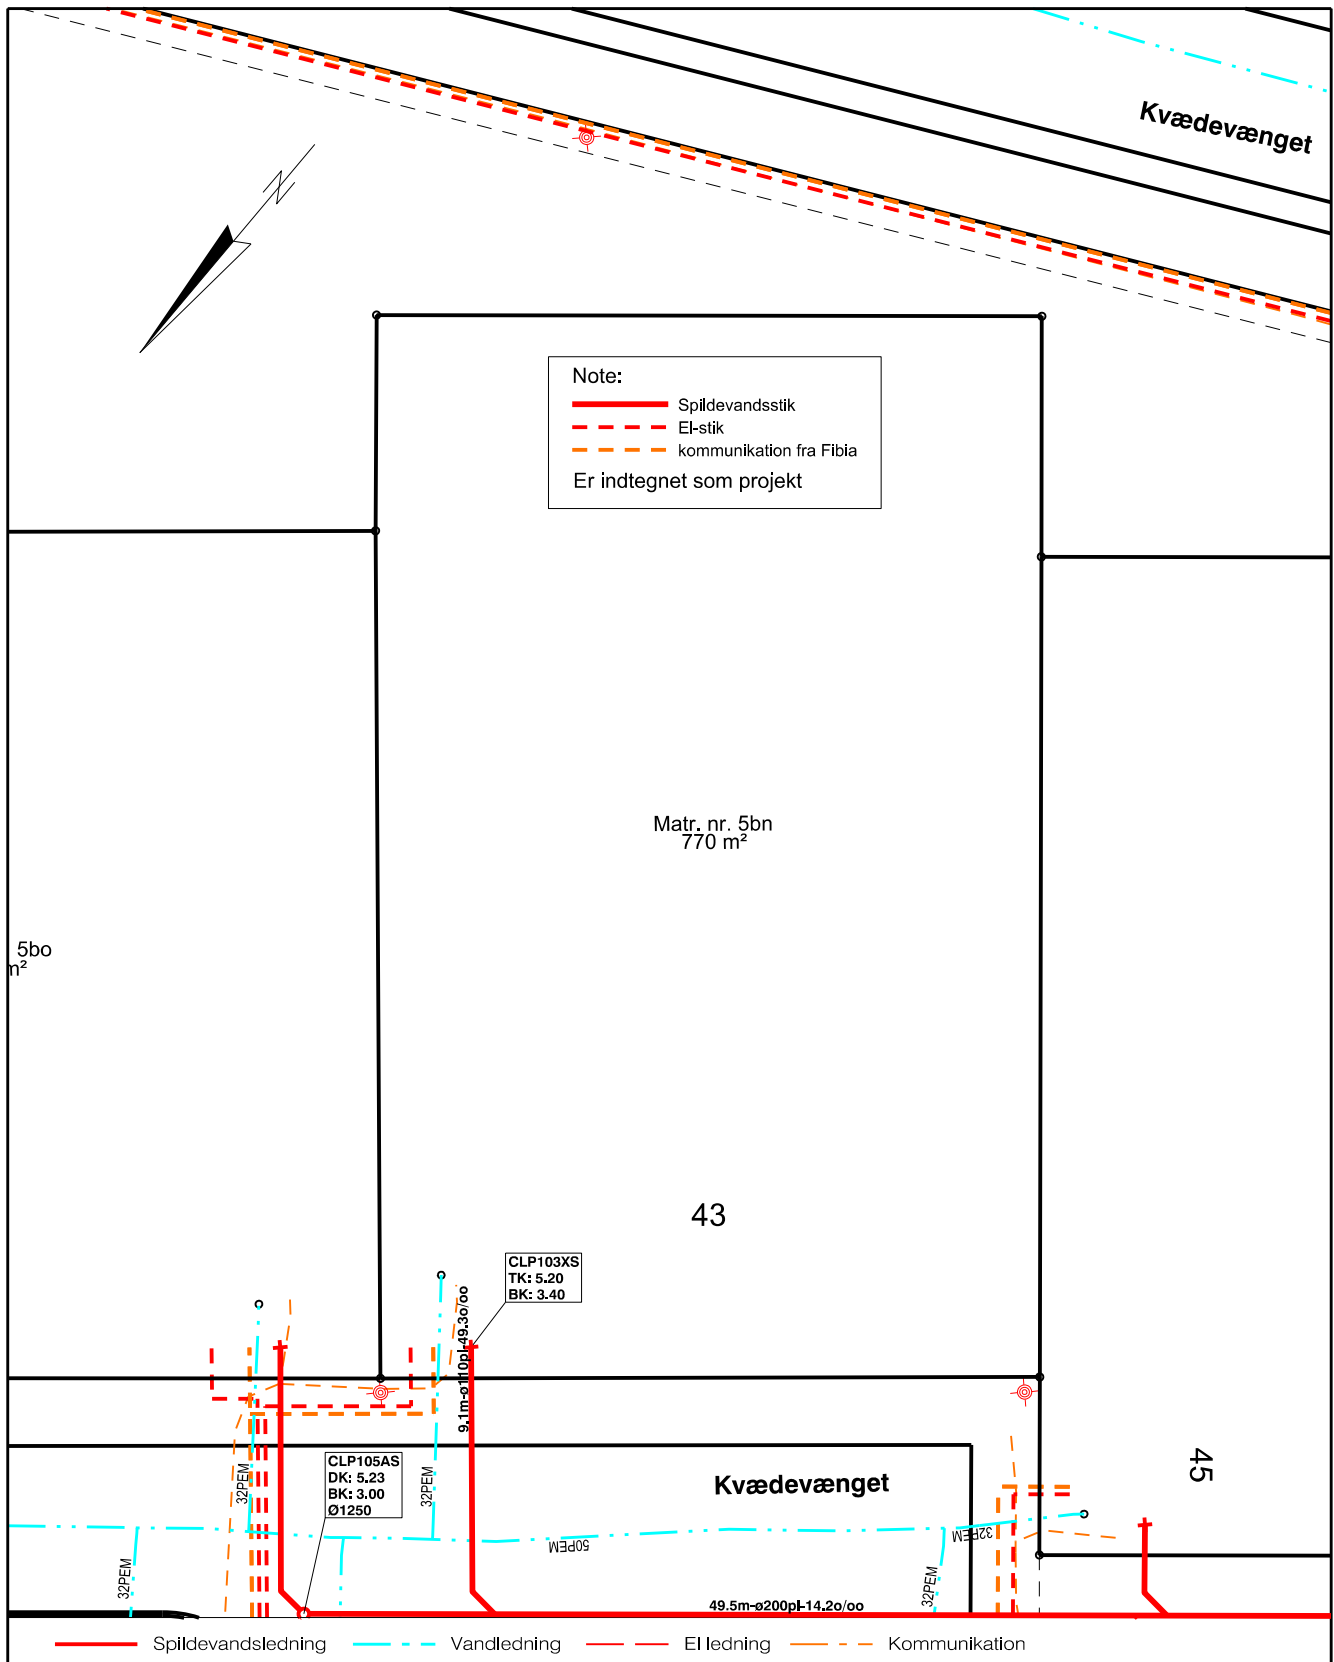 Kvædevænget
N
Note:
Spildevandsstik
El-stik
kommunikation fra Fibia
Er indtegnet som projekt
Matr. nr. 5bn
770 m²
5bo
m²
43
CLP103XS
TK: 5.20
BK: 3.40
9.1m-ø110pl-49.3o/oo
CLP105AS
DK: 5.23
BK: 3.00
Ø1250
32PEM
32PEM
Kvædevænget
45
50PEM
32PEM
32PEM
32PEM
49.5m-ø200pl-14.2o/oo
Spildevandsledning
Vandledning
El ledning
Kommunikation